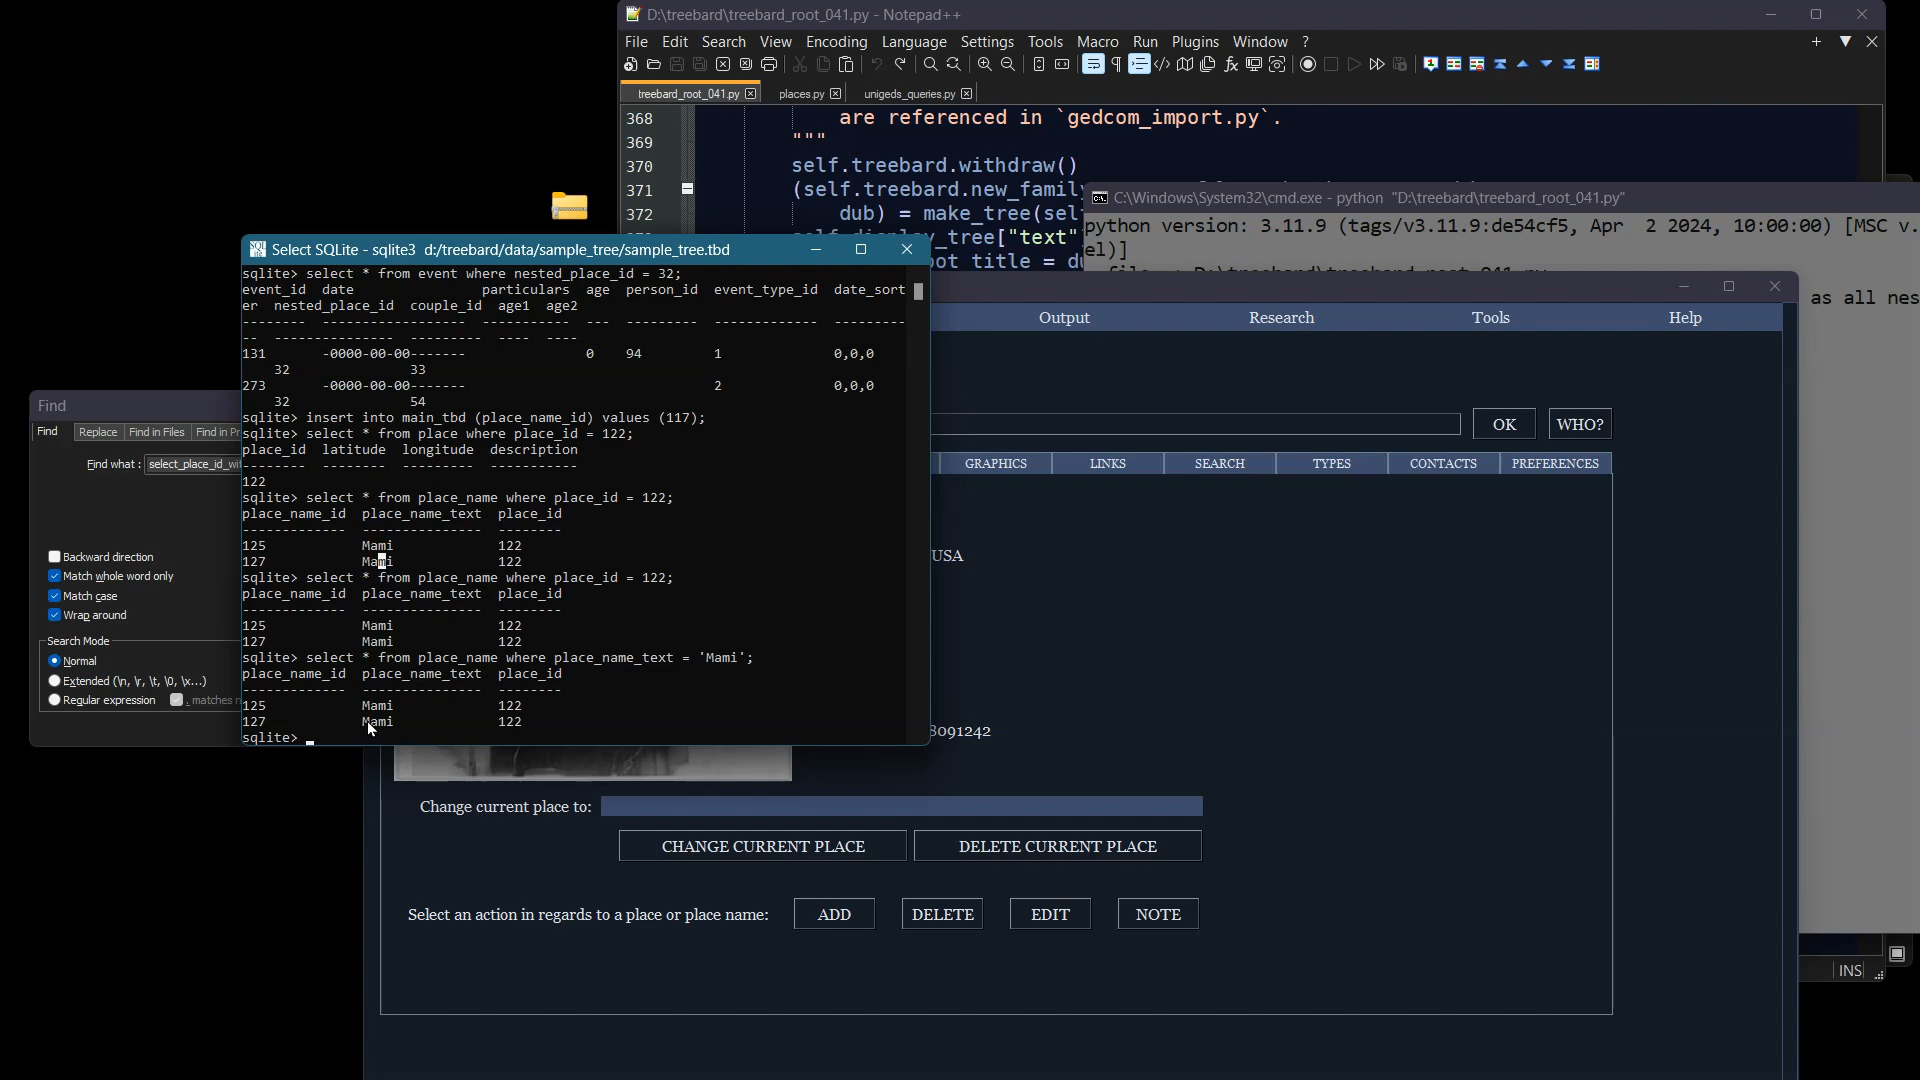 D:\treebard\treebard_root_041.py - Notepad++
File Edit Search View Encoding Language Settings Tools Macro Run Plugins Window ?
treebard_root_041.py places.py unigeds_queries.py
368 are referenced in `gedcom_import.py`.
369 """
370 self.treebard.withdraw()
371 (self.treebard.new_family
372 dub) = make_tree(sel
_tree["text"
oot title = du
C:\Windows\System32\cmd.exe - python "D:\treebard\treebard_root_041.py"
python version: 3.11.9 (tags/v3.11.9:de54cf5, Apr 2 2024, 10:00:00) [MSC v.
el)]
as all nes
Select SQLite - sqlite3 d:/treebard/data/sample_tree/sample_tree.tbd
sqlite> select * from event where nested_place_id = 32;
event_id date particulars age person_id event_type_id date_sort
er nested_place_id couple_id age1 age2
-------- ------------------ ----------- --- --------- ------------- ---------
-- --------------- --------- ---- ----
131 -0000-00-00------- 0 94 1 0,0,0
32 33
273 -0000-00-00------- 2 0,0,0
32 54
sqlite> insert into main_tbd (place_name_id) values (117);
sqlite> select * from place where place_id = 122;
place_id latitude longitude description
-------- -------- --------- -----------
122
sqlite> select * from place_name where place_id = 122;
place_name_id place_name_text place_id
------------- --------------- --------
125 Mami 122
127 Mami 122
sqlite> select * from place_name where place_id = 122;
place_name_id place_name_text place_id
------------- --------------- --------
125 Mami 122
127 Mami 122
sqlite> select * from place_name where place_name_text = 'Mami';
place_name_id place_name_text place_id
------------- --------------- --------
125 Mami 122
127 Mami 122
sqlite>
Find
Find Replace Find in Files Find in Pr
Find what : select_place_id_wi
Backward direction
Match whole word only
Match case
Wrap around
Search Mode
Normal
Extended (\n, \r, \t, \0, \x...)
Regular expression . matches n
Output Research Tools Help
OK WHO?
GRAPHICS LINKS SEARCH TYPES CONTACTS PREFERENCES
USA
8091242
Change current place to:
CHANGE CURRENT PLACE DELETE CURRENT PLACE
Select an action in regards to a place or place name: ADD DELETE EDIT NOTE
INS